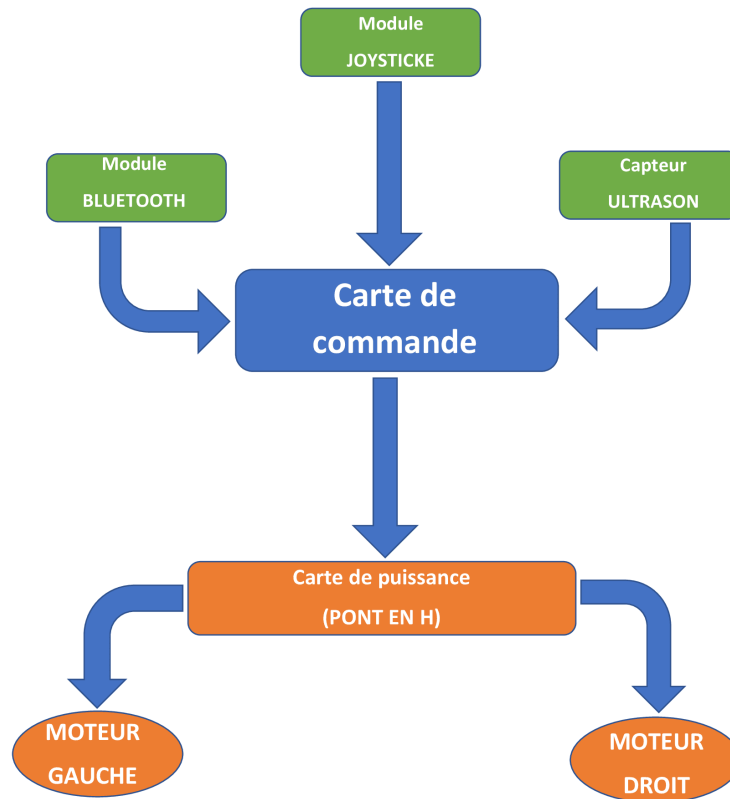 Module
JOYSTICKE
Module
BLUETOOTH
Capteur
ULTRASON
Carte de
commande
Carte de puissance
(PONT EN H)
MOTEUR
GAUCHE
MOTEUR
DROIT